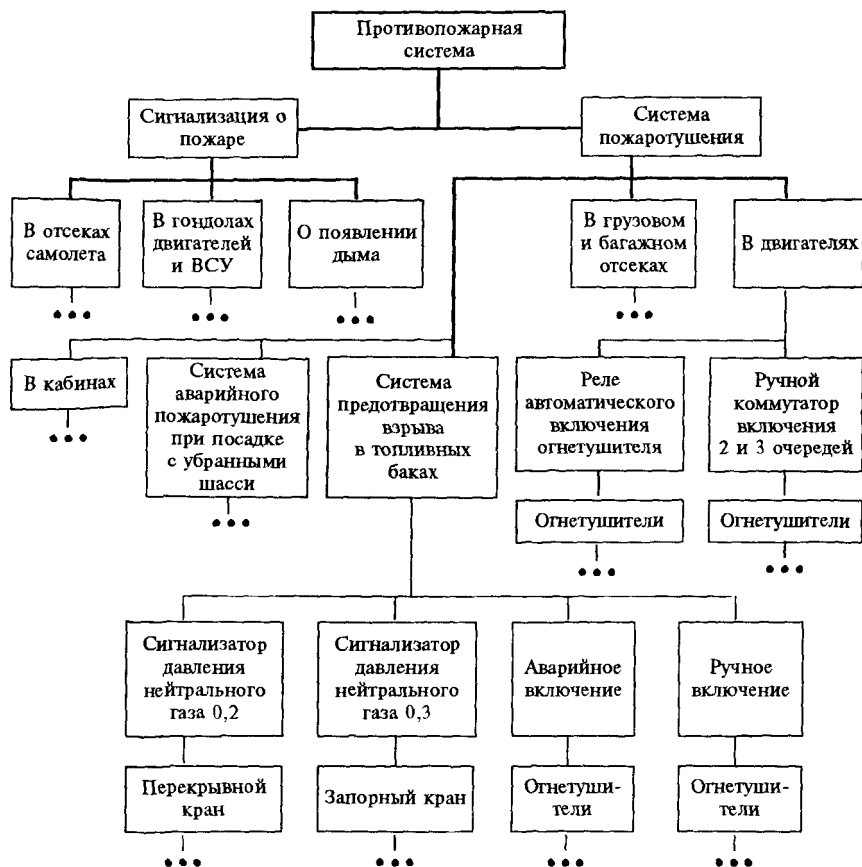 Противопожарная
система
Сигнализация о
пожаре
Система
пожаротушения
В отсеках
самолета
В гондолах
двигателей
и ВСУ
О появлении
дыма
В грузовом
и багажном
отсеках
В двигателях
В кабинах
Система
аварийного
пожаротушения
при посадке
с убранными
шасси
Система
предотвращения
взрыва
в топливных
баках
Реле
автоматического
включения
огнетушителя
Ручной
коммутатор
включения
2 и 3 очередей
Огнетушители
Огнетушители
Сигнализатор
давления
нейтрального
газа 0,2
Сигнализатор
давления
нейтрального
газа 0,3
Аварийное
включение
Ручное
включение
Перекрывной
кран
Запорный кран
Огнетуши-
тели
Огнетуши-
тели